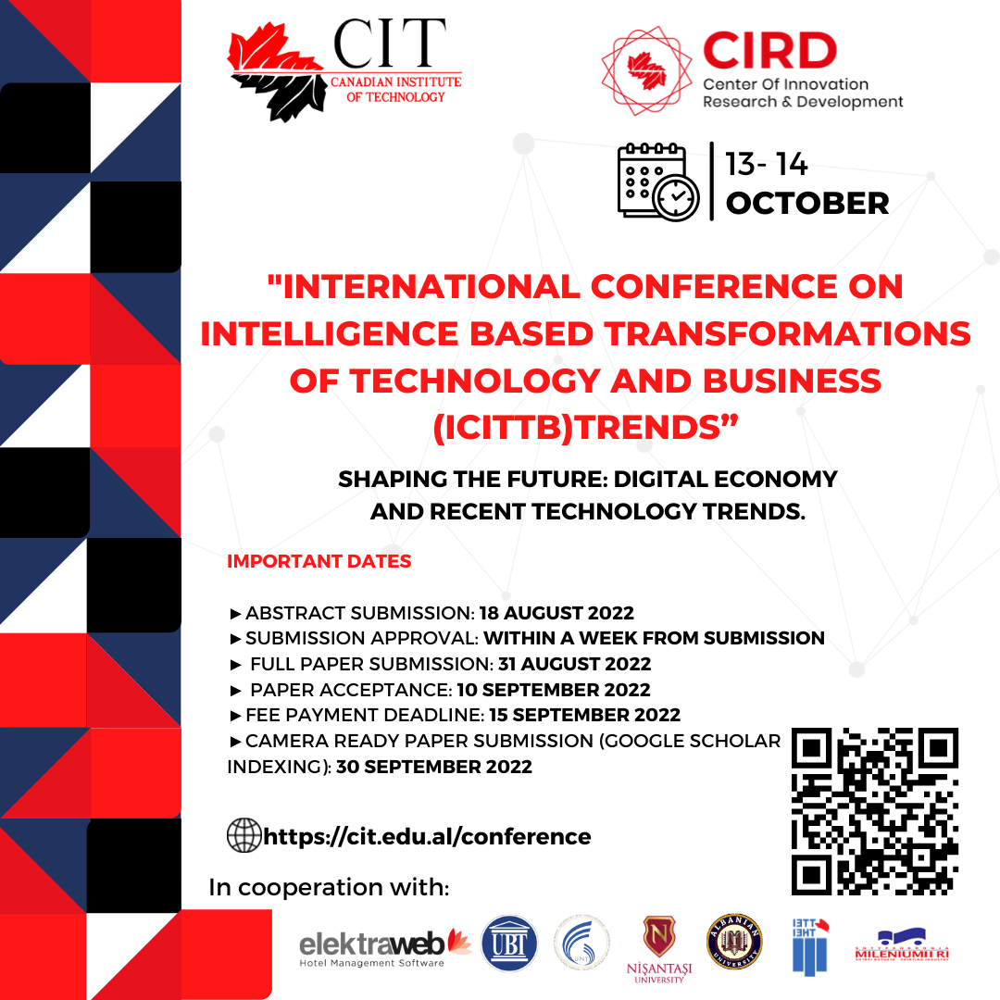 CIT
CANADIAN INSTITUTE
OF TECHNOLOGY
CIRD
Center Of Innovation
Research & Development
13- 14
OCTOBER
"INTERNATIONAL CONFERENCE ON
INTELLIGENCE BASED TRANSFORMATIONS
OF TECHNOLOGY AND BUSINESS
(ICITTB)TRENDS”
SHAPING THE FUTURE: DIGITAL ECONOMY
AND RECENT TECHNOLOGY TRENDS.
IMPORTANT DATES
►ABSTRACT SUBMISSION: 18 AUGUST 2022
►SUBMISSION APPROVAL: WITHIN A WEEK FROM SUBMISSION
► FULL PAPER SUBMISSION: 31 AUGUST 2022
► PAPER ACCEPTANCE: 10 SEPTEMBER 2022
►FEE PAYMENT DEADLINE: 15 SEPTEMBER 2022
►CAMERA READY PAPER SUBMISSION (GOOGLE SCHOLAR
INDEXING): 30 SEPTEMBER 2022
https://cit.edu.al/conference
In cooperation with:
elektraweb
Hotel Management Software
UBT
UNT
N
NİŞANTAŞI
UNIVERSITY
ALBANIAN
UNIVERSITY
SHTYPSHKRONJA
MILENIUMI I RI